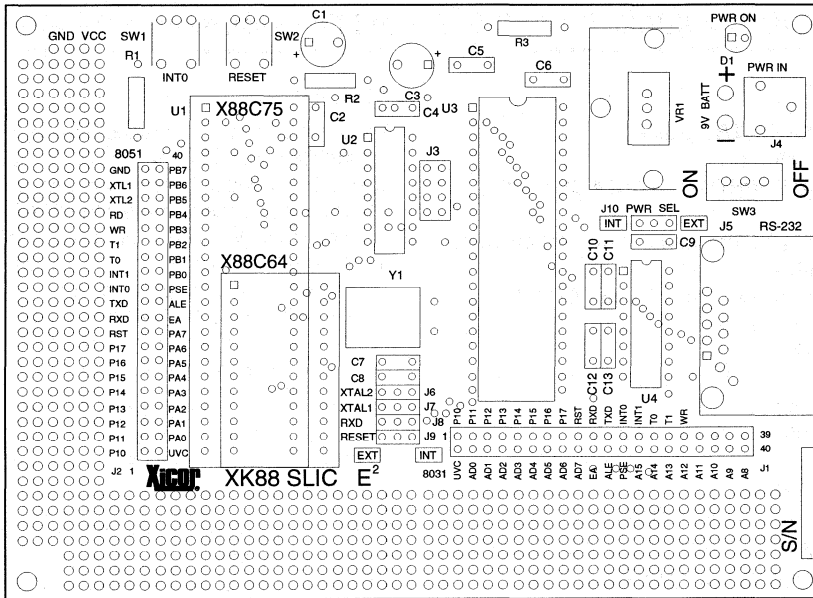 GND VCC SW1 SW2 C1 R3 PWR ON
R1 INT0 RESET + + C5 D1 PWR IN
C6 + 9V BATT −
R2 C3 C4 U3 VR1 J4
U1 X88C75 C2 U2
8051 40 J3 ON OFF
SW3
J10 PWR SEL
INT EXT
J5 RS-232
C9
C10 C11
GND PB7
XTL1 PB6
XTL2 PB5
RD PB4
WR PB3
T1 PB2
T0 PB1
INT1 PB0
INT0 PSE
TXD ALE
RXD EA
RST PA7
P17 PA6
P16 PA5
P15 PA4
P14 PA3
P13 PA2
P12 PA1
P11 PA0
P10 UVC
J2 1
X88C64
Y1
C7
C8
XTAL2 J6
XTAL1 J7
RXD J8
RESET J9
EXT INT
C12 C13 U4
P10 P11 P12 P13 P14 P15 P16 P17 RST RXD TXD INT0 INT1 T0 T1 WR
1 39
40
8031 UVC AD0 AD1 AD2 AD3 AD4 AD5 AD6 AD7 EA ALE PSE A15 A14 A13 A12 A11 A10 A9 A8 J1
Xicor XK88 SLIC E²
S/N